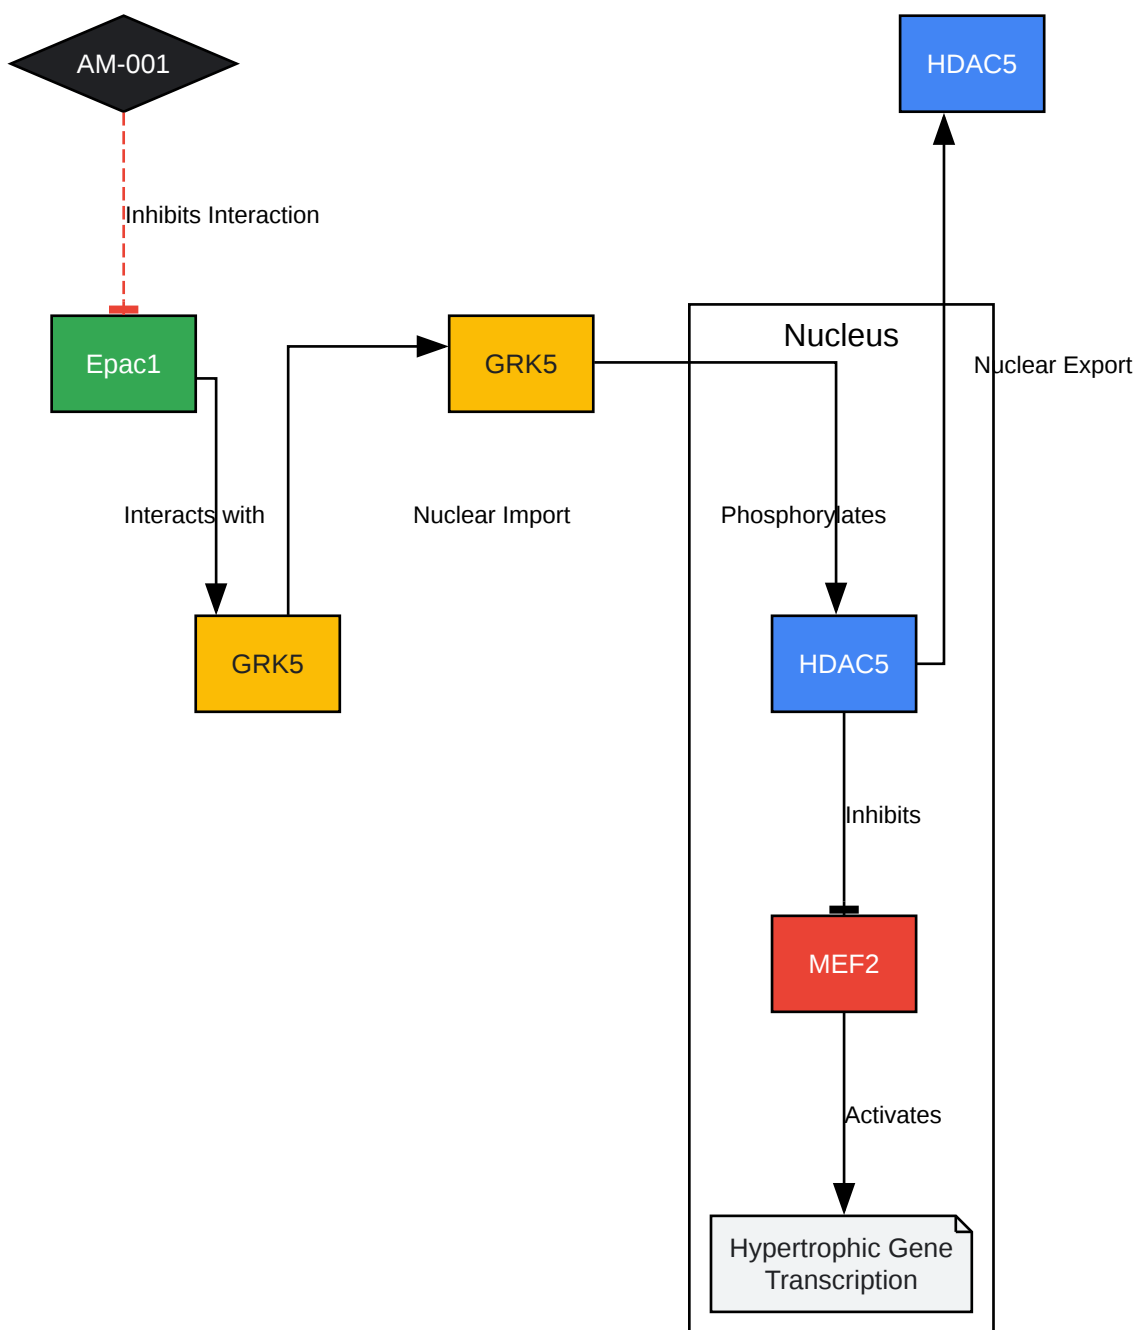 AM-001
HDAC5
Inhibits Interaction
Nucleus
Epac1
GRK5
Nuclear Export
Interacts with
Nuclear Import
Phosphorylates
GRK5
HDAC5
Inhibits
MEF2
Activates
Hypertrophic Gene
Transcription